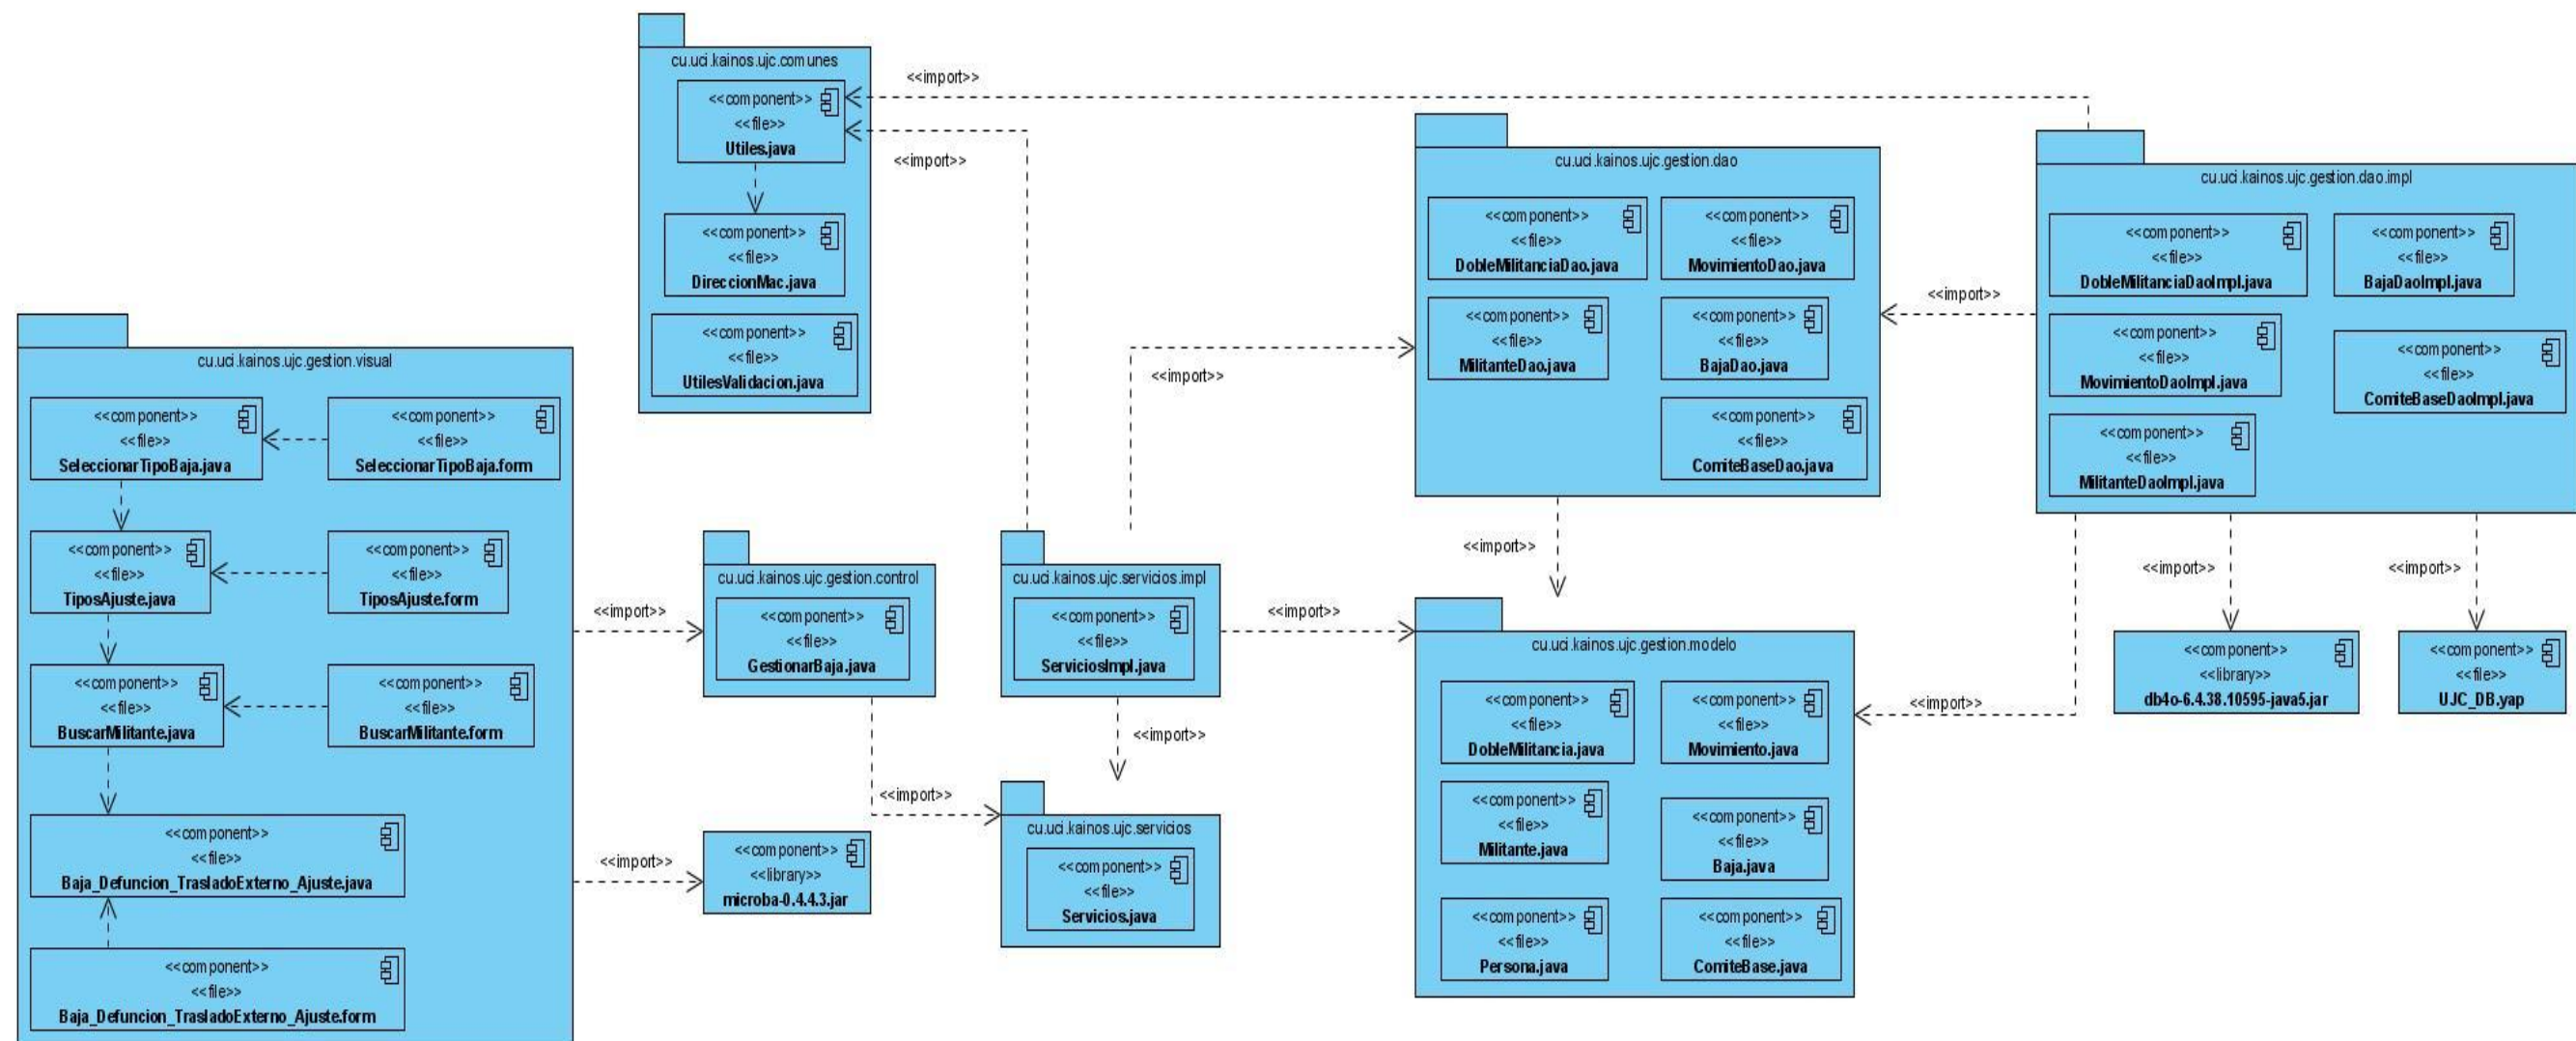 cu.uci.kainos.ujc.comunes
<<component>>
<<file>>
Utiles.java
<<component>>
<<file>>
DireccionMac.java
<<component>>
<<file>>
UtilesValidacion.java
<<import>>
<<import>>
cu.uci.kainos.ujc.gestion.dao
<<component>>
<<file>>
DobleMilitanciaDao.java
<<component>>
<<file>>
MovimientoDao.java
<<component>>
<<file>>
MilitanteDao.java
<<component>>
<<file>>
BajaDao.java
<<component>>
<<file>>
ComiteBaseDao.java
<<import>>
cu.uci.kainos.ujc.gestion.dao.impl
<<component>>
<<file>>
DobleMilitanciaDaoImpl.java
<<component>>
<<file>>
BajaDaoImpl.java
<<component>>
<<file>>
MovimientoDaoImpl.java
<<component>>
<<file>>
ComiteBaseDaoImpl.java
<<component>>
<<file>>
MilitanteDaoImpl.java
cu.uci.kainos.ujc.gestion.visual
<<component>>
<<file>>
SeleccionarTipoBaja.java
<<component>>
<<file>>
SeleccionarTipoBaja.form
<<component>>
<<file>>
TiposAjuste.java
<<component>>
<<file>>
TiposAjuste.form
<<component>>
<<file>>
BuscarMilitante.java
<<component>>
<<file>>
BuscarMilitante.form
<<component>>
<<file>>
Baja_Defuncion_TrasladoExterno_Ajuste.java
<<component>>
<<file>>
Baja_Defuncion_TrasladoExterno_Ajuste.form
<<import>>
<<import>>
cu.uci.kainos.ujc.gestion.control
<<component>>
<<file>>
GestionarBaja.java
<<import>>
<<component>>
<<library>>
microba-0.4.4.3.jar
<<import>>
cu.uci.kainos.ujc.servicios.impl
<<component>>
<<file>>
ServiciosImpl.java
<<import>>
<<import>>
cu.uci.kainos.ujc.servicios
<<component>>
<<file>>
Servicios.java
<<import>>
cu.uci.kainos.ujc.gestion.modelo
<<component>>
<<file>>
DobleMilitancia.java
<<component>>
<<file>>
Movimiento.java
<<component>>
<<file>>
Militante.java
<<component>>
<<file>>
Baja.java
<<component>>
<<file>>
Persona.java
<<component>>
<<file>>
ComiteBase.java
<<import>>
<<import>>
<<import>>
<<component>>
<<library>>
db4o-6.4.38.10595-java5.jar
<<component>>
<<file>>
UJC_DB.yap